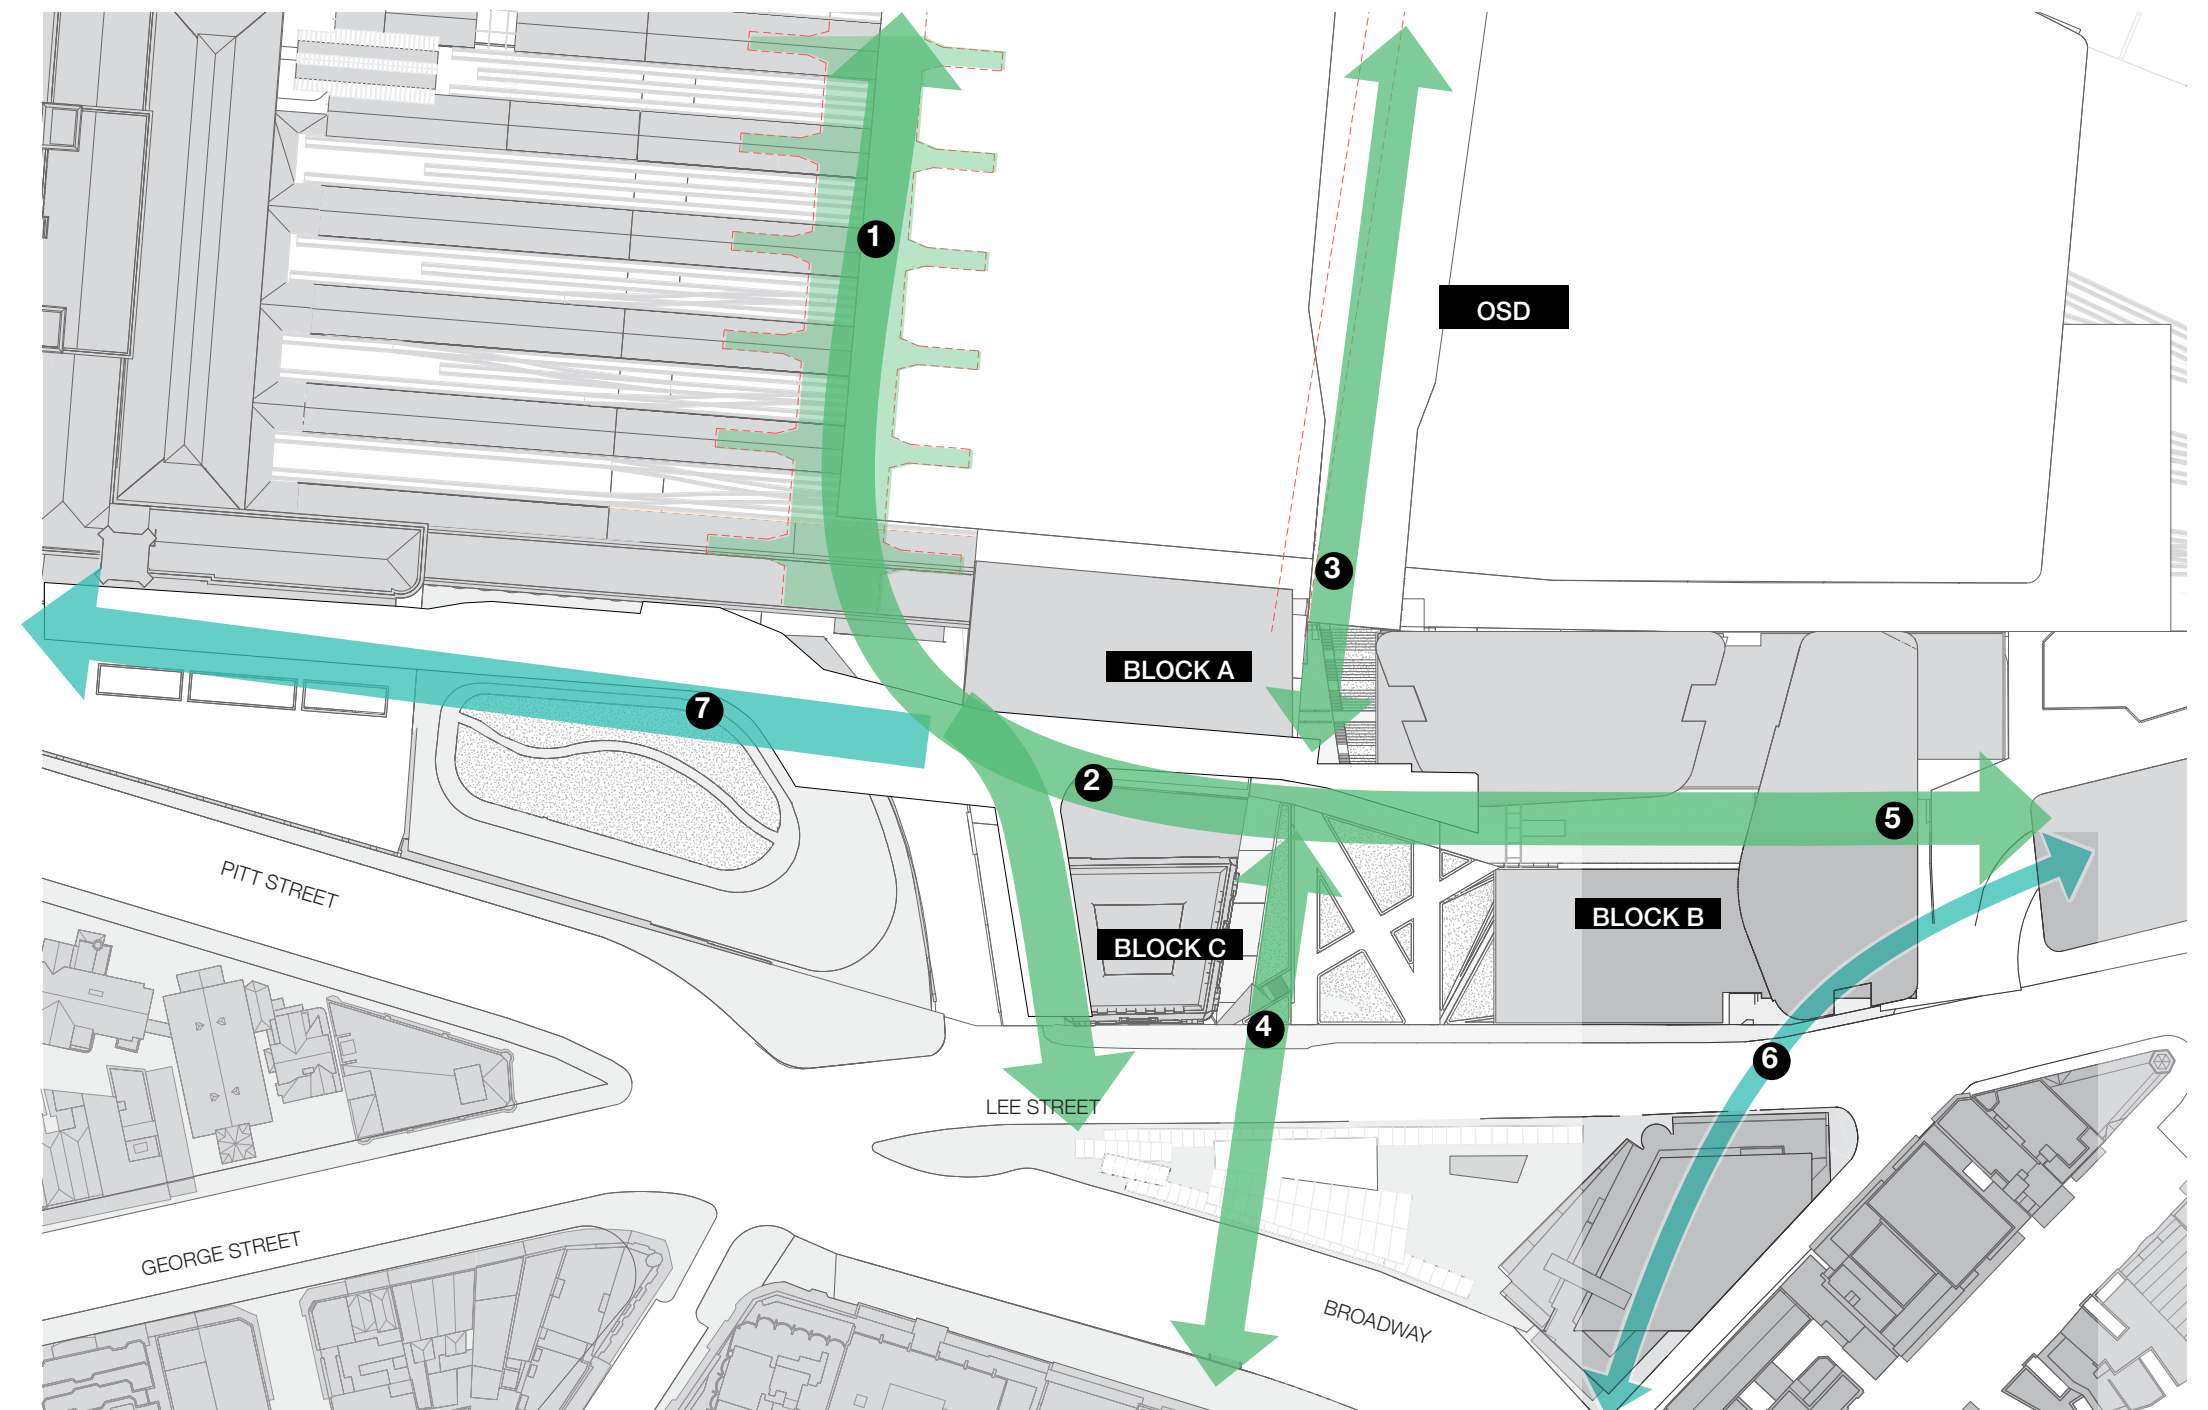 1
OSD
3
BLOCK A
7
2
5
PITT STREET
BLOCK B
BLOCK C
4
6
LEE STREET
GEORGE STREET
BROADWAY